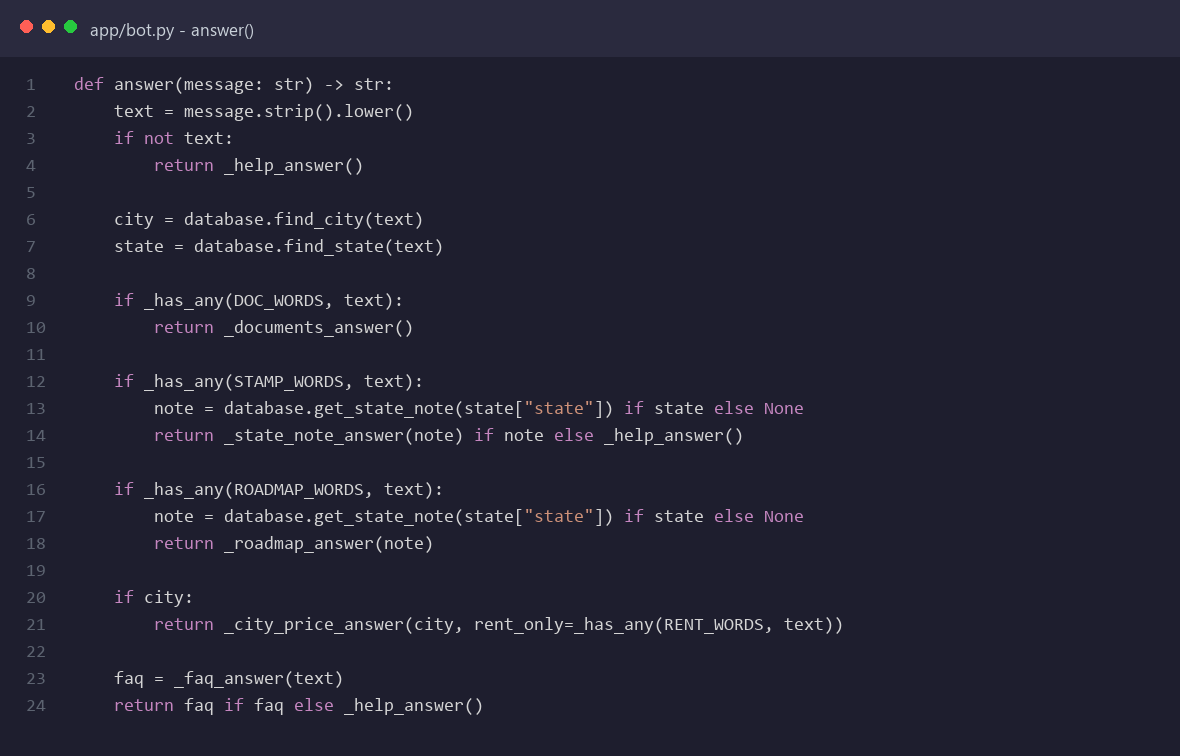 app/bot.py - answer()
1 def answer(message: str) -> str:
2     text = message.strip().lower()
3     if not text:
4         return _help_answer()
5
6     city = database.find_city(text)
7     state = database.find_state(text)
8
9     if _has_any(DOC_WORDS, text):
10         return _documents_answer()
11
12     if _has_any(STAMP_WORDS, text):
13         note = database.get_state_note(state["state"]) if state else None
14         return _state_note_answer(note) if note else _help_answer()
15
16     if _has_any(ROADMAP_WORDS, text):
17         note = database.get_state_note(state["state"]) if state else None
18         return _roadmap_answer(note)
19
20     if city:
21         return _city_price_answer(city, rent_only=_has_any(RENT_WORDS, text))
22
23     faq = _faq_answer(text)
24     return faq if faq else _help_answer()